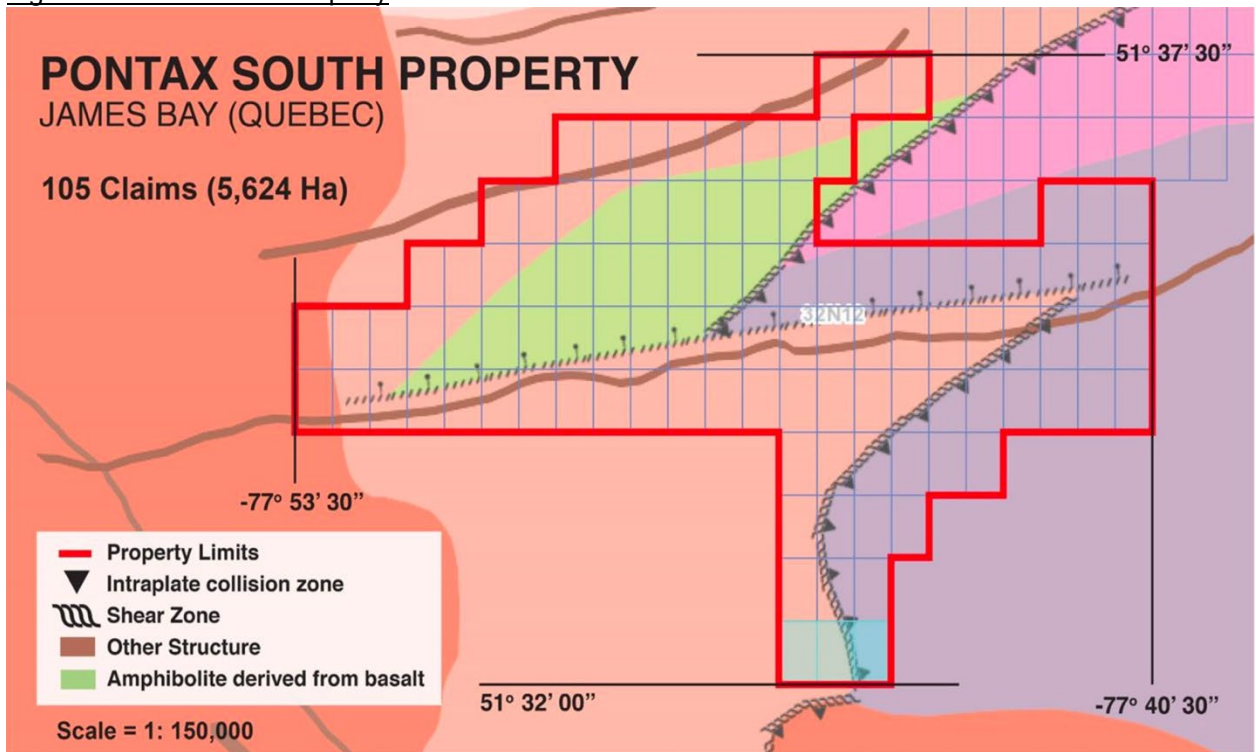 PONTAX SOUTH PROPERTY
JAMES BAY (QUEBEC)
105 Claims (5,624 Ha)
51° 37' 30”
32N12
-77° 53' 30”
Property Limits
Intraplate collision zone
Shear Zone
Other Structure
Amphibolite derived from basalt
Scale = 1: 150,000
51° 32' 00”
-77° 40' 30”